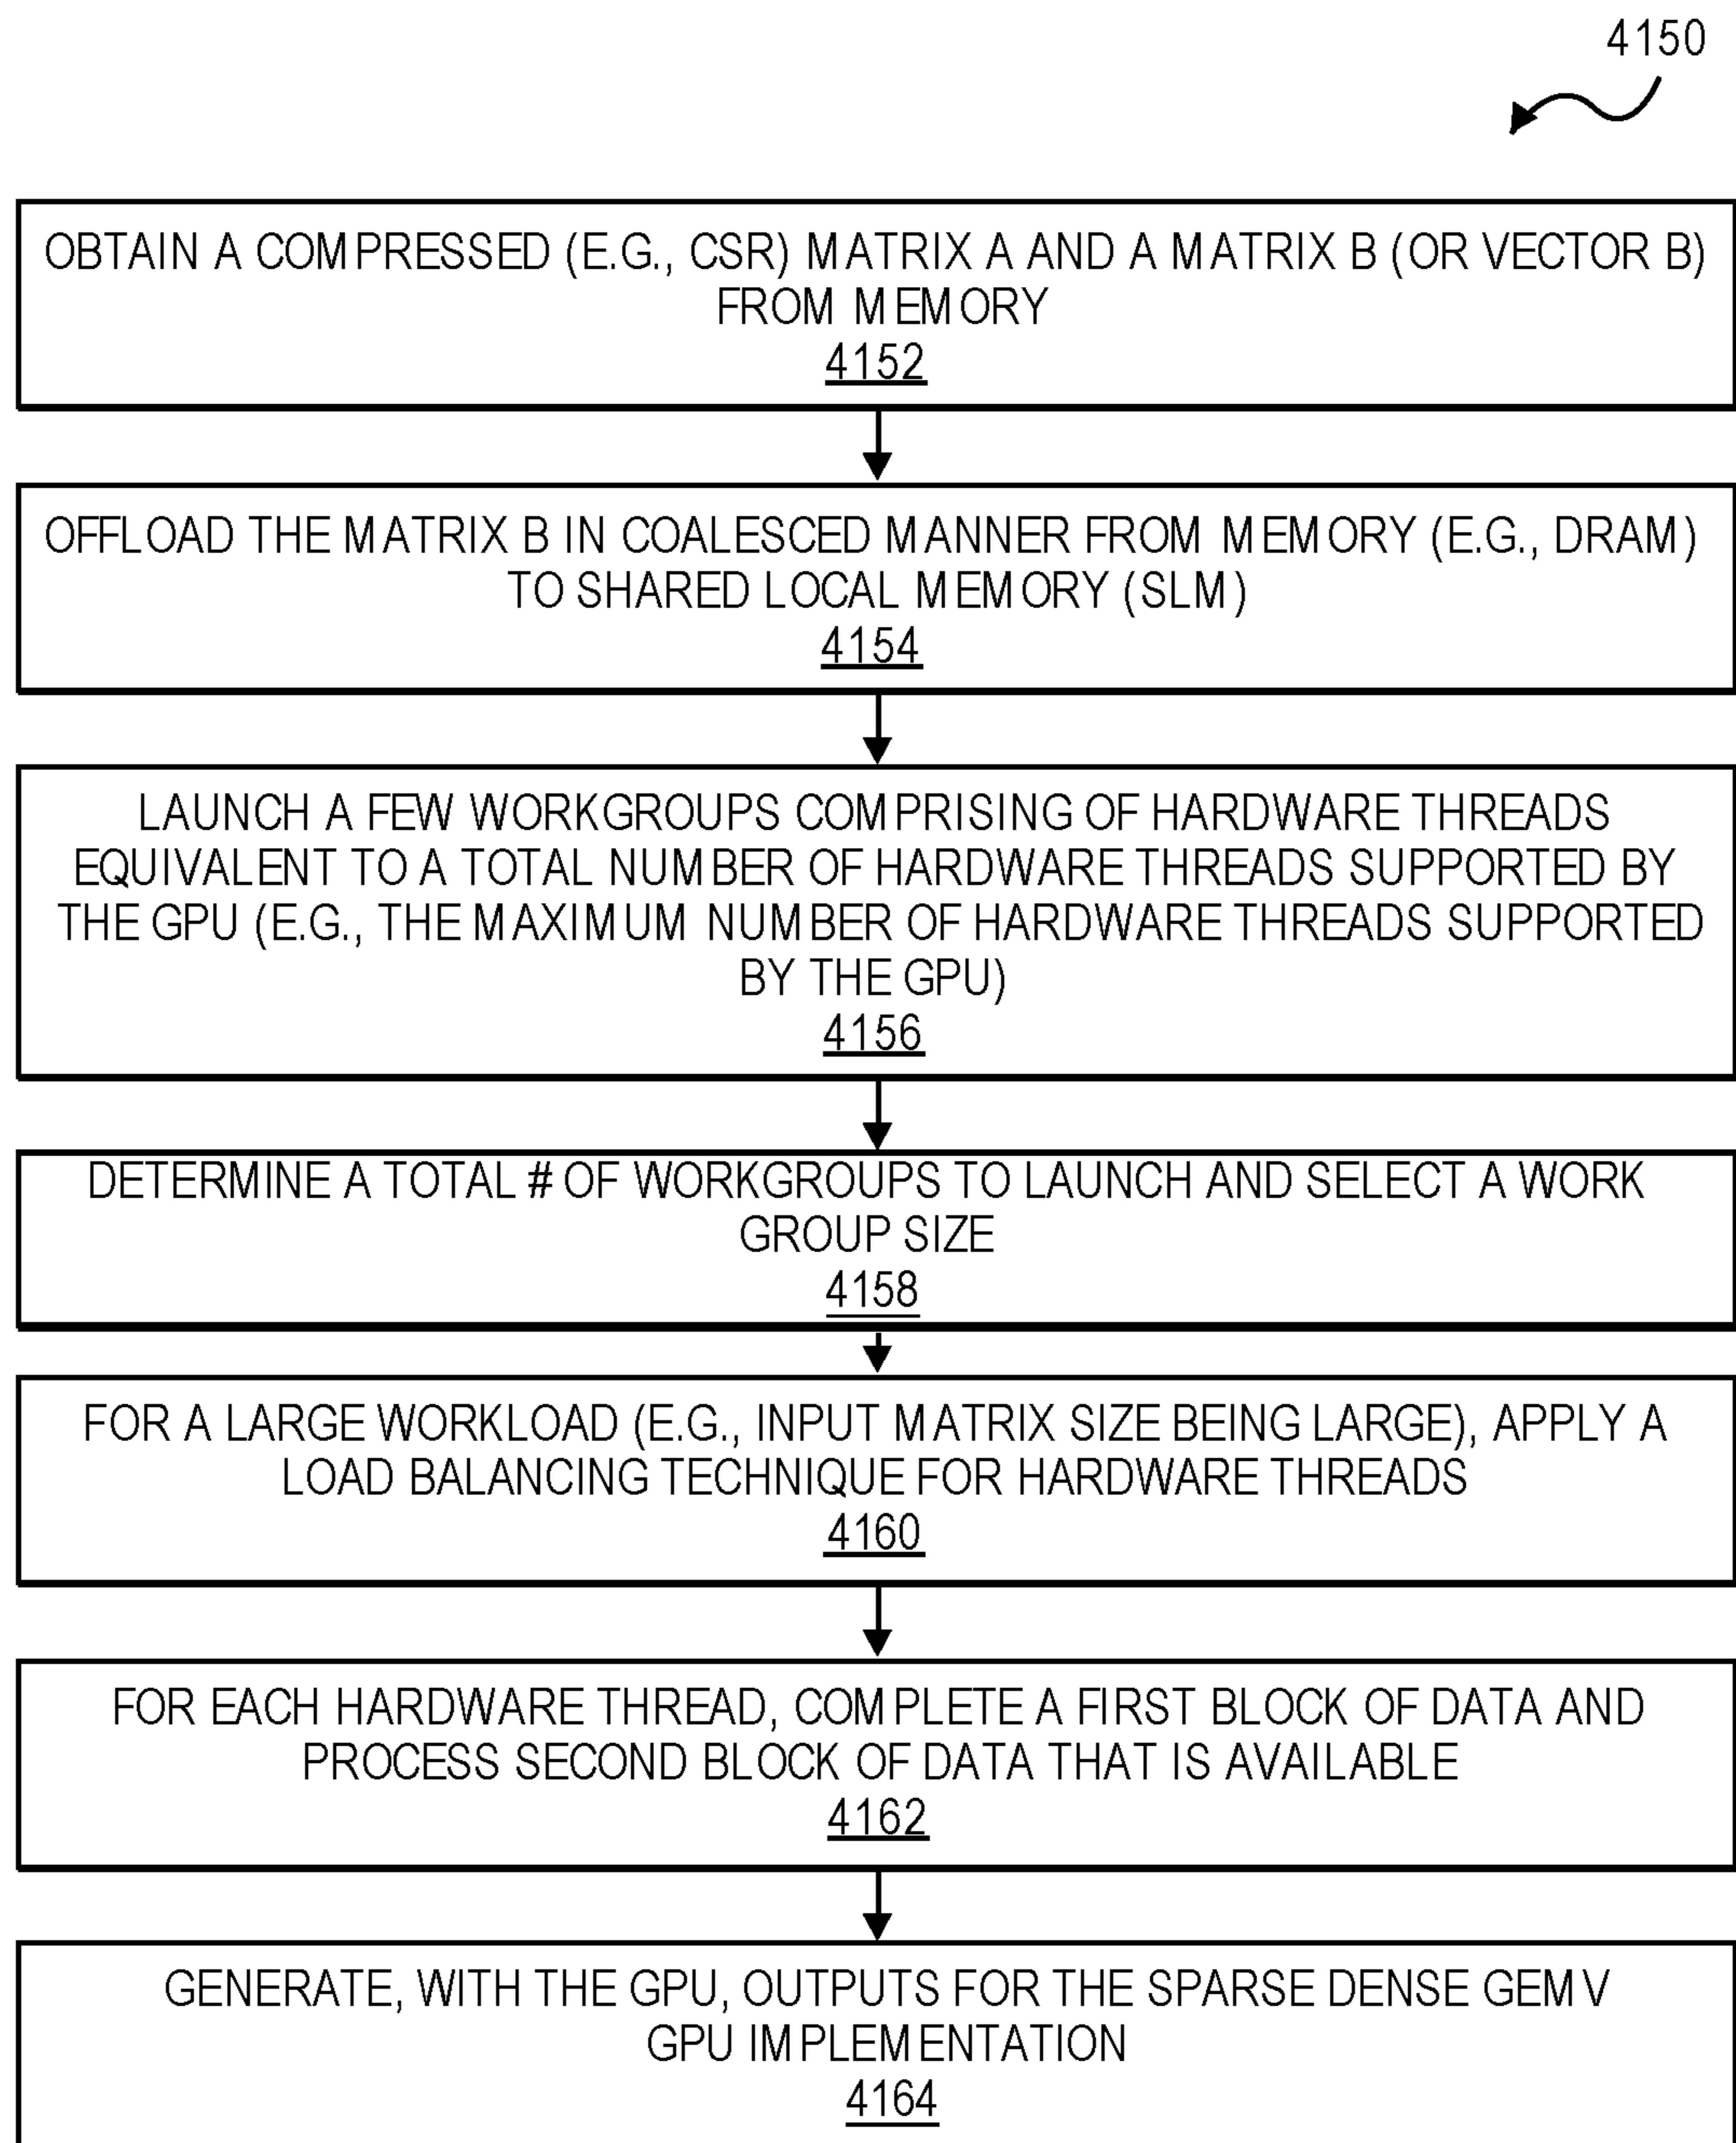 4150
OBTAIN A COMPRESSED (E.G., CSR) MATRIX A AND A MATRIX B (OR VECTOR B)
FROM MEMORY
4152
OFFLOAD THE MATRIX B IN COALESCED MANNER FROM MEMORY (E.G., DRAM)
TO SHARED LOCAL MEMORY (SLM)
4154
LAUNCH A FEW WORKGROUPS COMPRISING OF HARDWARE THREADS
EQUIVALENT TO A TOTAL NUMBER OF HARDWARE THREADS SUPPORTED BY
THE GPU (E.G., THE MAXIMUM NUMBER OF HARDWARE THREADS SUPPORTED
BY THE GPU)
4156
DETERMINE A TOTAL # OF WORKGROUPS TO LAUNCH AND SELECT A WORK
GROUP SIZE
4158
FOR A LARGE WORKLOAD (E.G., INPUT MATRIX SIZE BEING LARGE), APPLY A
LOAD BALANCING TECHNIQUE FOR HARDWARE THREADS
4160
FOR EACH HARDWARE THREAD, COMPLETE A FIRST BLOCK OF DATA AND
PROCESS SECOND BLOCK OF DATA THAT IS AVAILABLE
4162
GENERATE, WITH THE GPU, OUTPUTS FOR THE SPARSE DENSE GEMV
GPU IMPLEMENTATION
4164